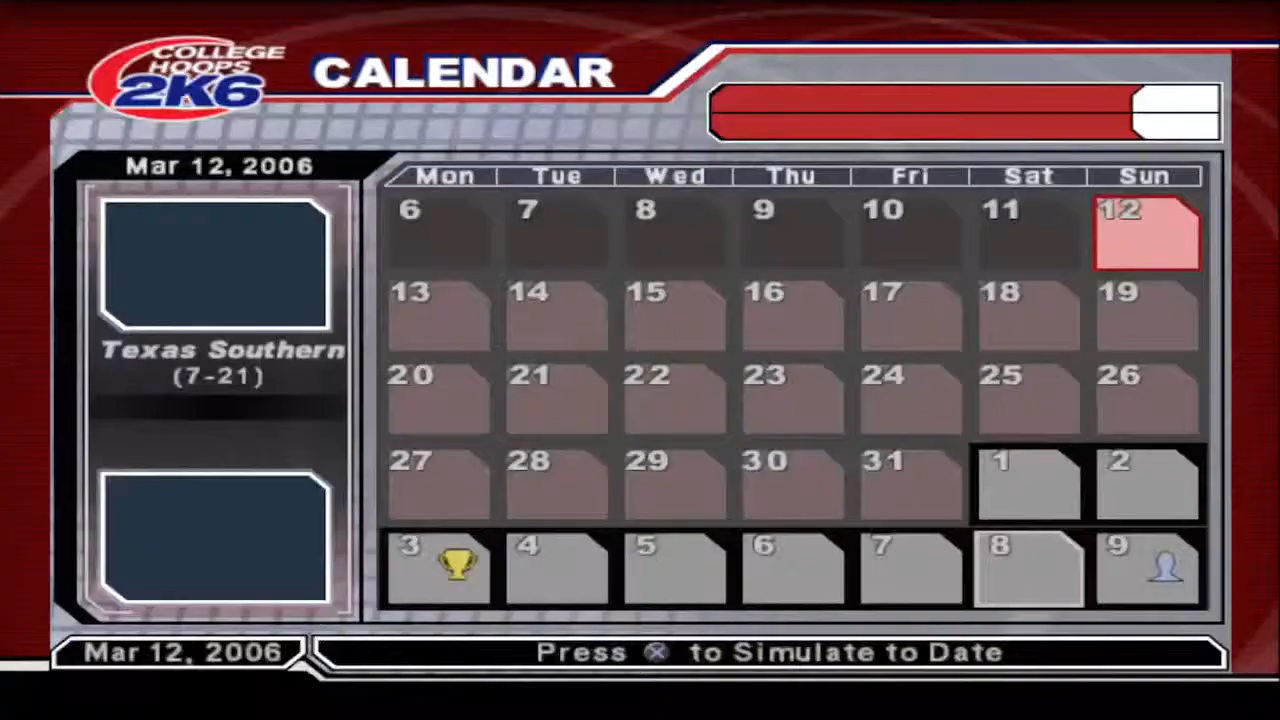 COLLEGE
HOOPS
2K6
CALENDAR
Mar 12, 2006
Mon Tue Wed Thu Fri Sat Sun
6 7 8 9 10 11 12
13 14 15 16 17 18 19
Texas Southern
(7-21)
20 21 22 23 24 25 26
27 28 29 30 31 1 2
3 4 5 6 7 8 9
Mar 12, 2006
Press ⓧ to Simulate to Date